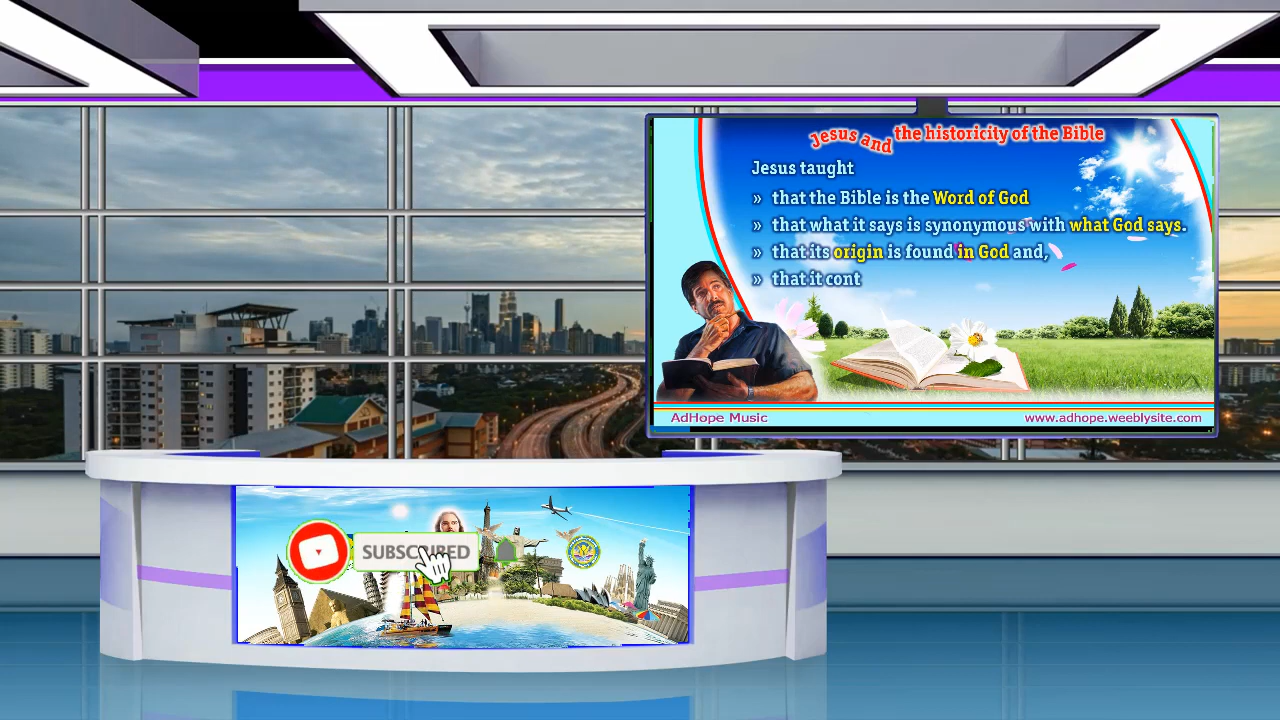 Jesus and the historicity of the Bible
Jesus taught
» that the Bible is the Word of God
» that what it says is synonymous with what God says.
» that its origin is found in God and,
» that it cont
AdHope Music
www.adhope.weeblysite.com
SUBSCRIBED